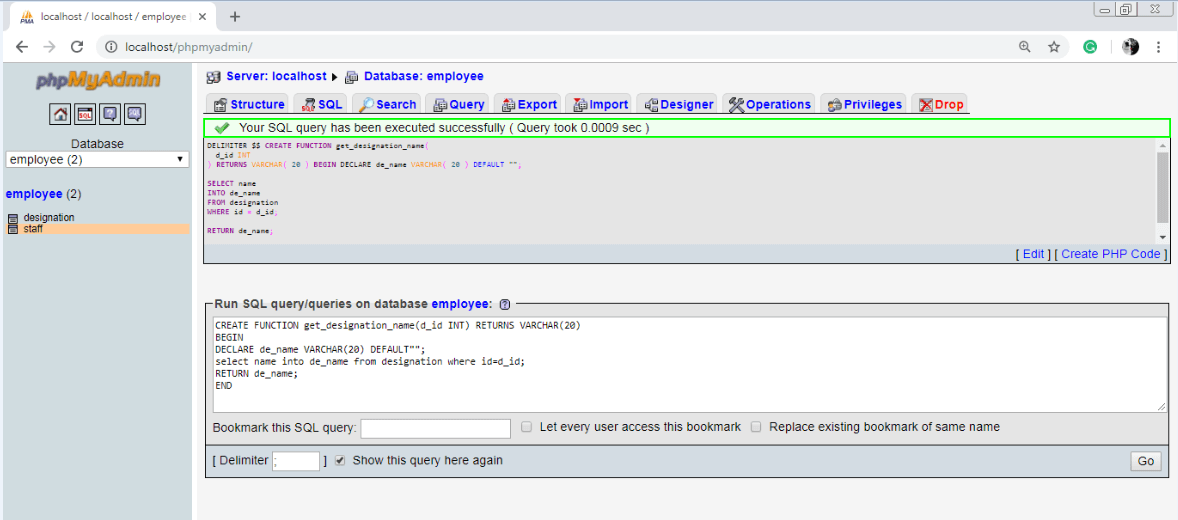 localhost / localhost / employee
localhost/phpmyadmin/
phpMyAdmin
SQL
Database
employee (2)
employee (2)
designation
staff
Server: localhost ▸ Database: employee
Structure SQL Search Query Export Import Designer Operations Privileges Drop
Your SQL query has been executed successfully ( Query took 0.0009 sec )
DELIMITER $$ CREATE FUNCTION get_designation_name(
d_id INT
) RETURNS VARCHAR( 20 ) BEGIN DECLARE de_name VARCHAR( 20 ) DEFAULT "";
SELECT name
INTO de_name
FROM designation
WHERE id = d_id;
RETURN de_name;
[ Edit ] [ Create PHP Code ]
Run SQL query/queries on database employee:
CREATE FUNCTION get_designation_name(d_id INT) RETURNS VARCHAR(20)
BEGIN
DECLARE de_name VARCHAR(20) DEFAULT"";
select name into de_name from designation where id=d_id;
RETURN de_name;
END
Bookmark this SQL query: Let every user access this bookmark Replace existing bookmark of same name
[ Delimiter ; ] Show this query here again Go